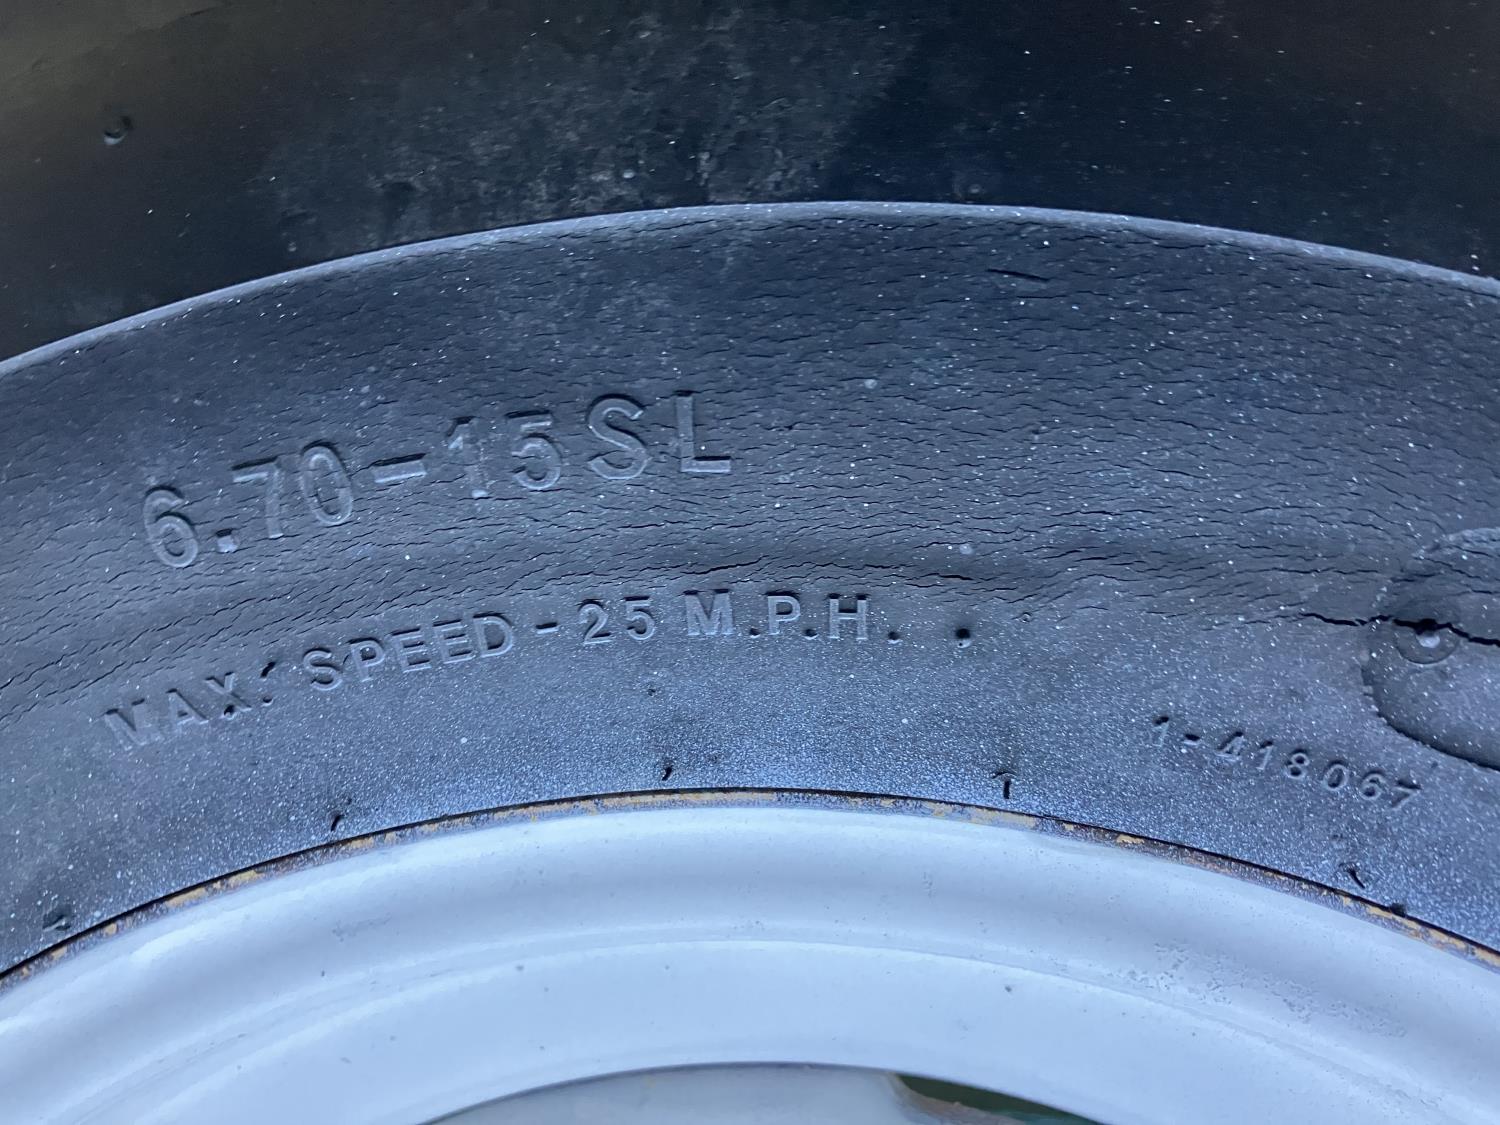 6.70-15SL
MAX. SPEED-25 M.P.H.
1-418067